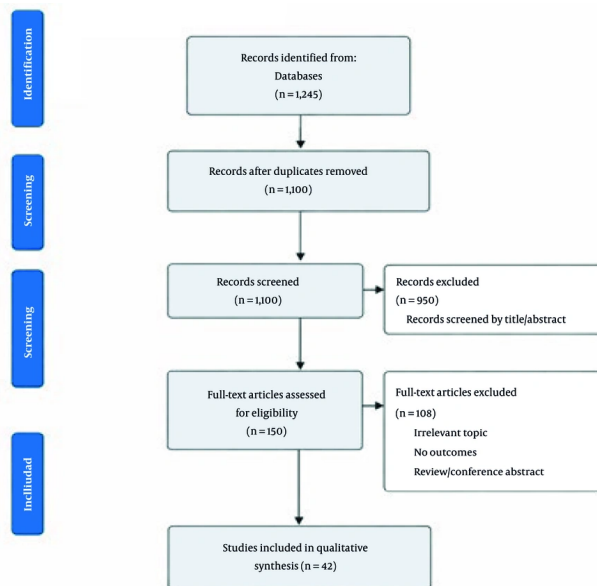 Identification
Records identified from:
Databases
(n = 1,245)
Screening
Records after duplicates removed
(n = 1,100)
Screening
Records screened
(n = 1,100)
Records excluded
(n = 950)
Records screened by title/abstract
Full-text articles assessed
for eligibility
(n = 150)
Full-text articles excluded
(n = 108)
Irrelevant topic
No outcomes
Review/conference abstract
Incliudad
Studies included in qualitative
synthesis (n = 42)